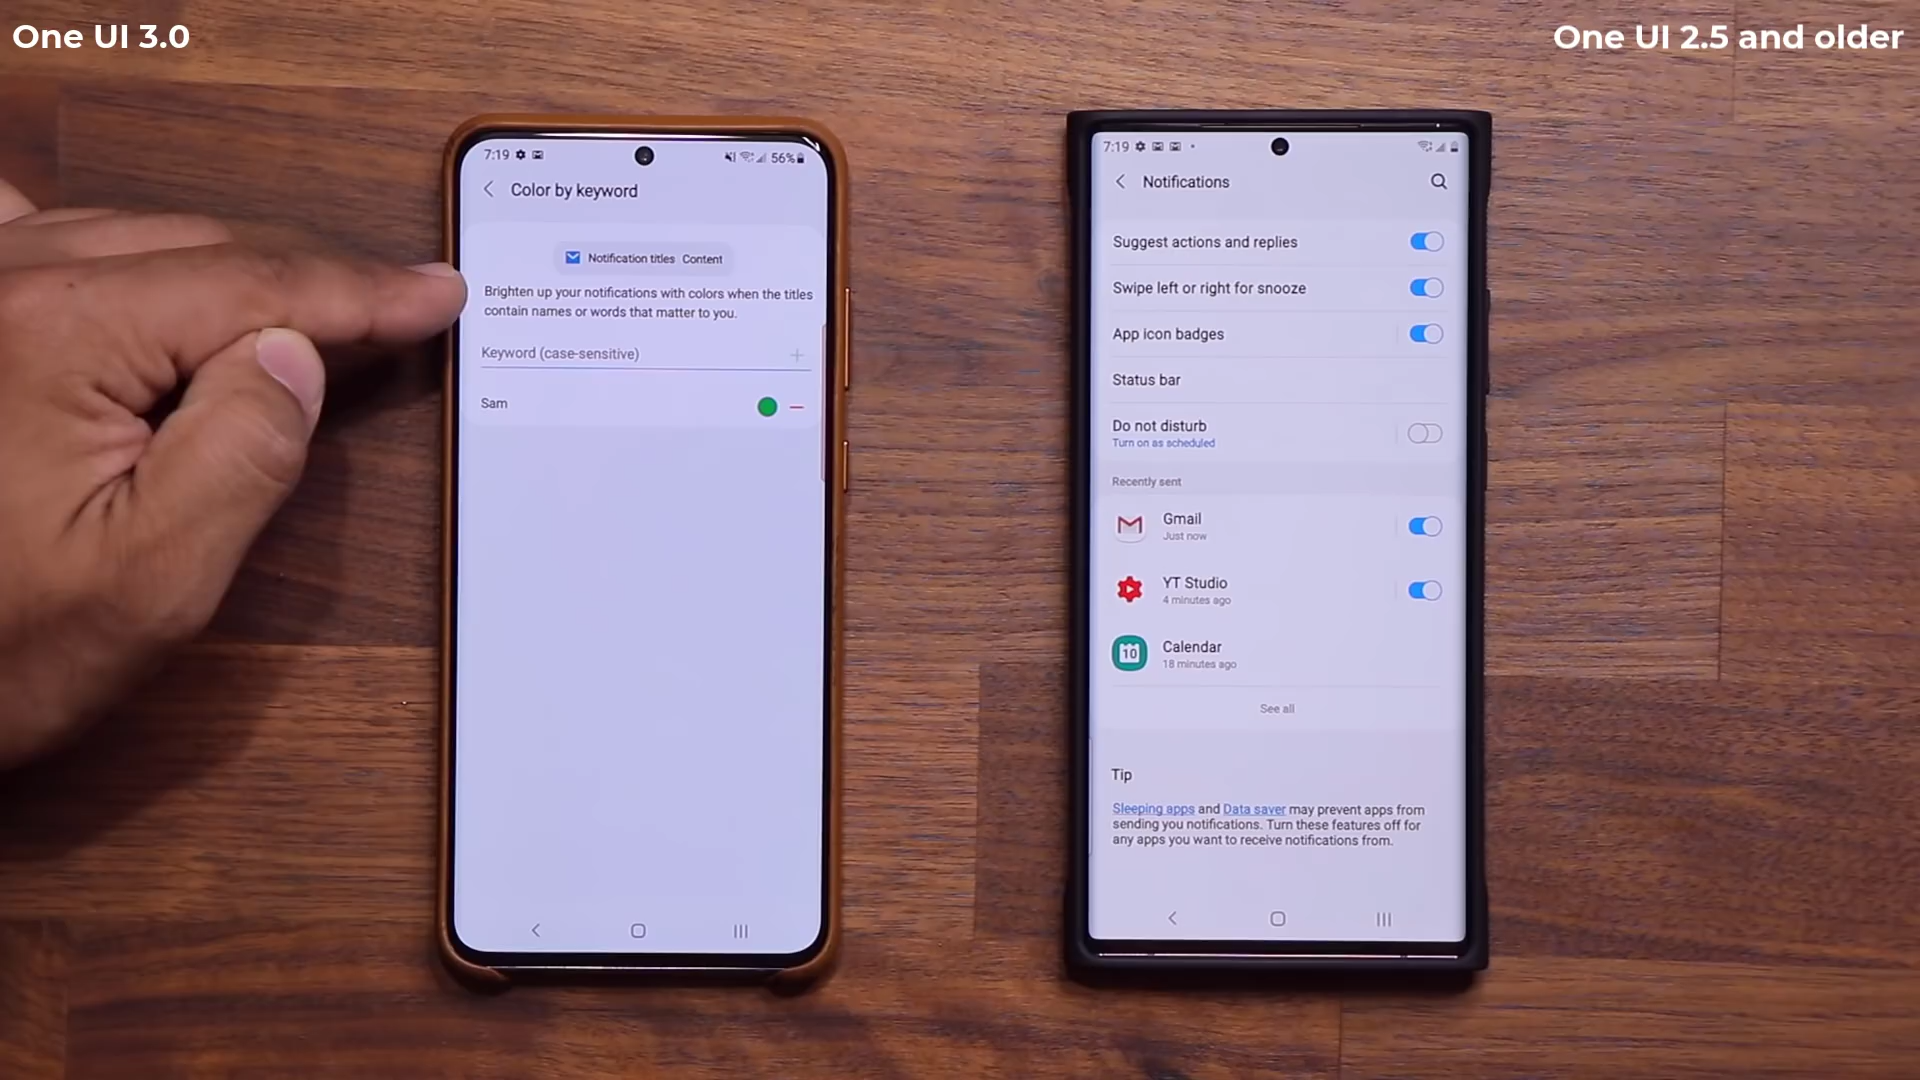 One UI 3.0
One UI 2.5 and older
7:19
56%
Color by keyword
Notification titles Content
Brighten up your notifications with colors when the titles
contain names or words that matter to you.
Keyword (case-sensitive)
Sam
7:19
Notifications
Suggest actions and replies
Swipe left or right for snooze
App icon badges
Status bar
Do not disturb
Turn on as scheduled
Recently sent
Gmail
Just now
YT Studio
4 minutes ago
10
Calendar
18 minutes ago
See all
Tip
Sleeping apps and Data saver may prevent apps from
sending you notifications. Turn these features off for
any apps you want to receive notifications from.